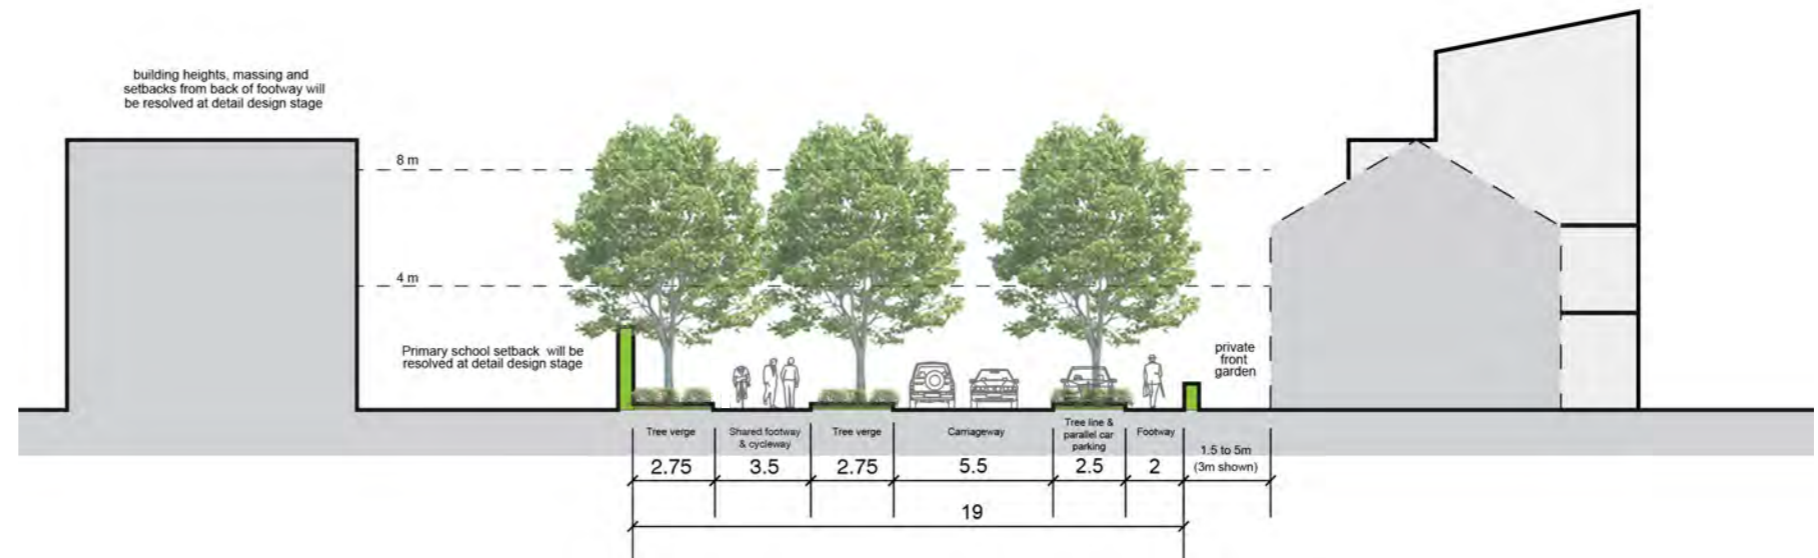 building heights, massing and
setbacks from back of footway will
be resolved at detail design stage
8 m
4 m
Primary school setback will be
resolved at detail design stage
private
front
garden
Tree verge
2.75
Shared footway
& cycleway
3.5
Tree verge
2.75
Carriageway
5.5
Tree line &
parallel car
parking
2.5
Footway
2
1.5 to 5m
(3m shown)
19